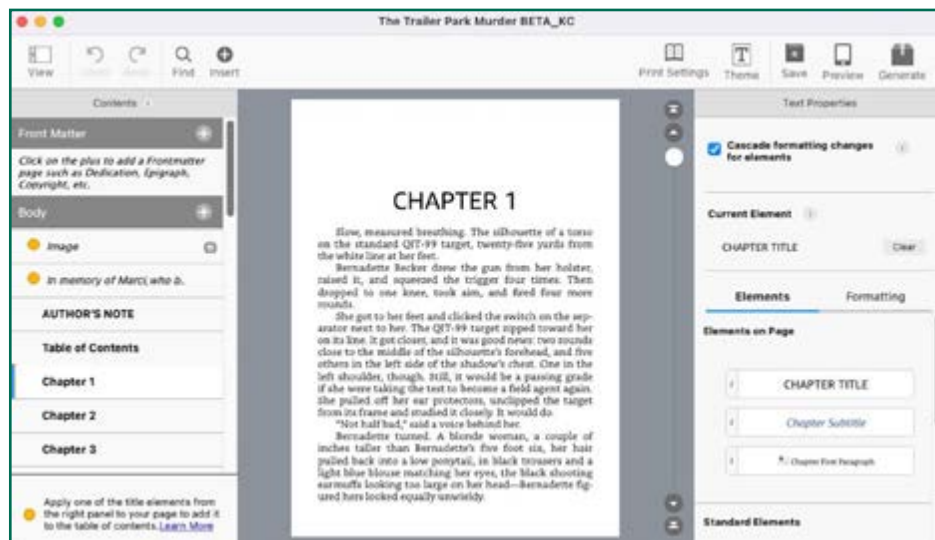 The Trailer Park Murder BETA_KC
View
Find
Insert
Print Settings
Theme
Save
Preview
Generate
Contents
Front Matter
Click on the plus to add a Frontmatter
page such as Dedication, Epigraph,
Copyright, etc.
Body
Image
In memory of Marci, who b.
AUTHOR'S NOTE
Table of Contents
Chapter 1
Chapter 2
Chapter 3
Apply one of the title elements from
the right panel to your page to add it
to the table of contents. Learn More
CHAPTER 1
Slow, measured breathing. The silhouette of a torso
on the standard QIT-99 target, twenty-five yards from
the white line at her feet.
Bernadette Becker drew the gun from her holster,
raised it, and squeezed the trigger four times. Then
dropped to one knee, took aim, and fired four more
rounds.
She got to her feet and clicked the switch on the sep-
arator next to her. The QIT-99 target zipped toward her
on its line. It got closer, and it was good news: two rounds
close to the middle of the silhouette's forehead, and five
others in the left side of the shadow's chest. One in the
left shoulder, though. Still, it would be a passing grade
if she were taking the test to become a field agent again.
She pulled off her ear protectors, unclipped the target
from its frame and studied it closely. It would do.
"Not half bad," said a voice behind her.
Bernadette turned. A blonde woman, a couple of
inches taller than Bernadette's five foot six, her hair
pulled back into a low ponytail, in black trousers and a
light blue blouse matching her eyes, the black shooting
earmuffs looking too large on her head—Bernadette fig-
ured hers looked equally unwieldy.
Text Properties
Cascade formatting changes
for elements
Current Element
CHAPTER TITLE
Clear
Elements
Formatting
Elements on Page
CHAPTER TITLE
Chapter Subtitle
Chapter First Paragraph
Standard Elements